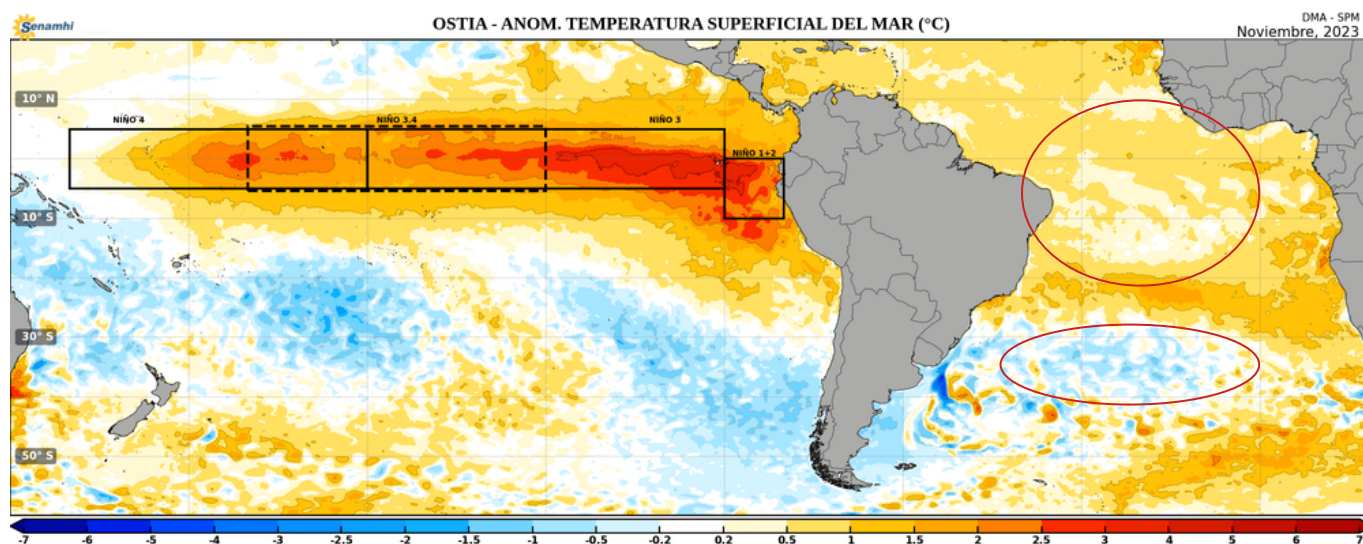 Senamhi
OSTIA - ANOM. TEMPERATURA SUPERFICIAL DEL MAR (°C)
DMA - SPM
Noviembre, 2023
10° N
NIÑO 4
NIÑO 3.4
NIÑO 3
NIÑO 1+2
10° S
30° S
50° S
-7 -6 -5 -4 -3 -2.5 -2 -1.5 -1 -0.5 -0.2 0.2 0.5 1 1.5 2 2.5 3 4 5 6 7